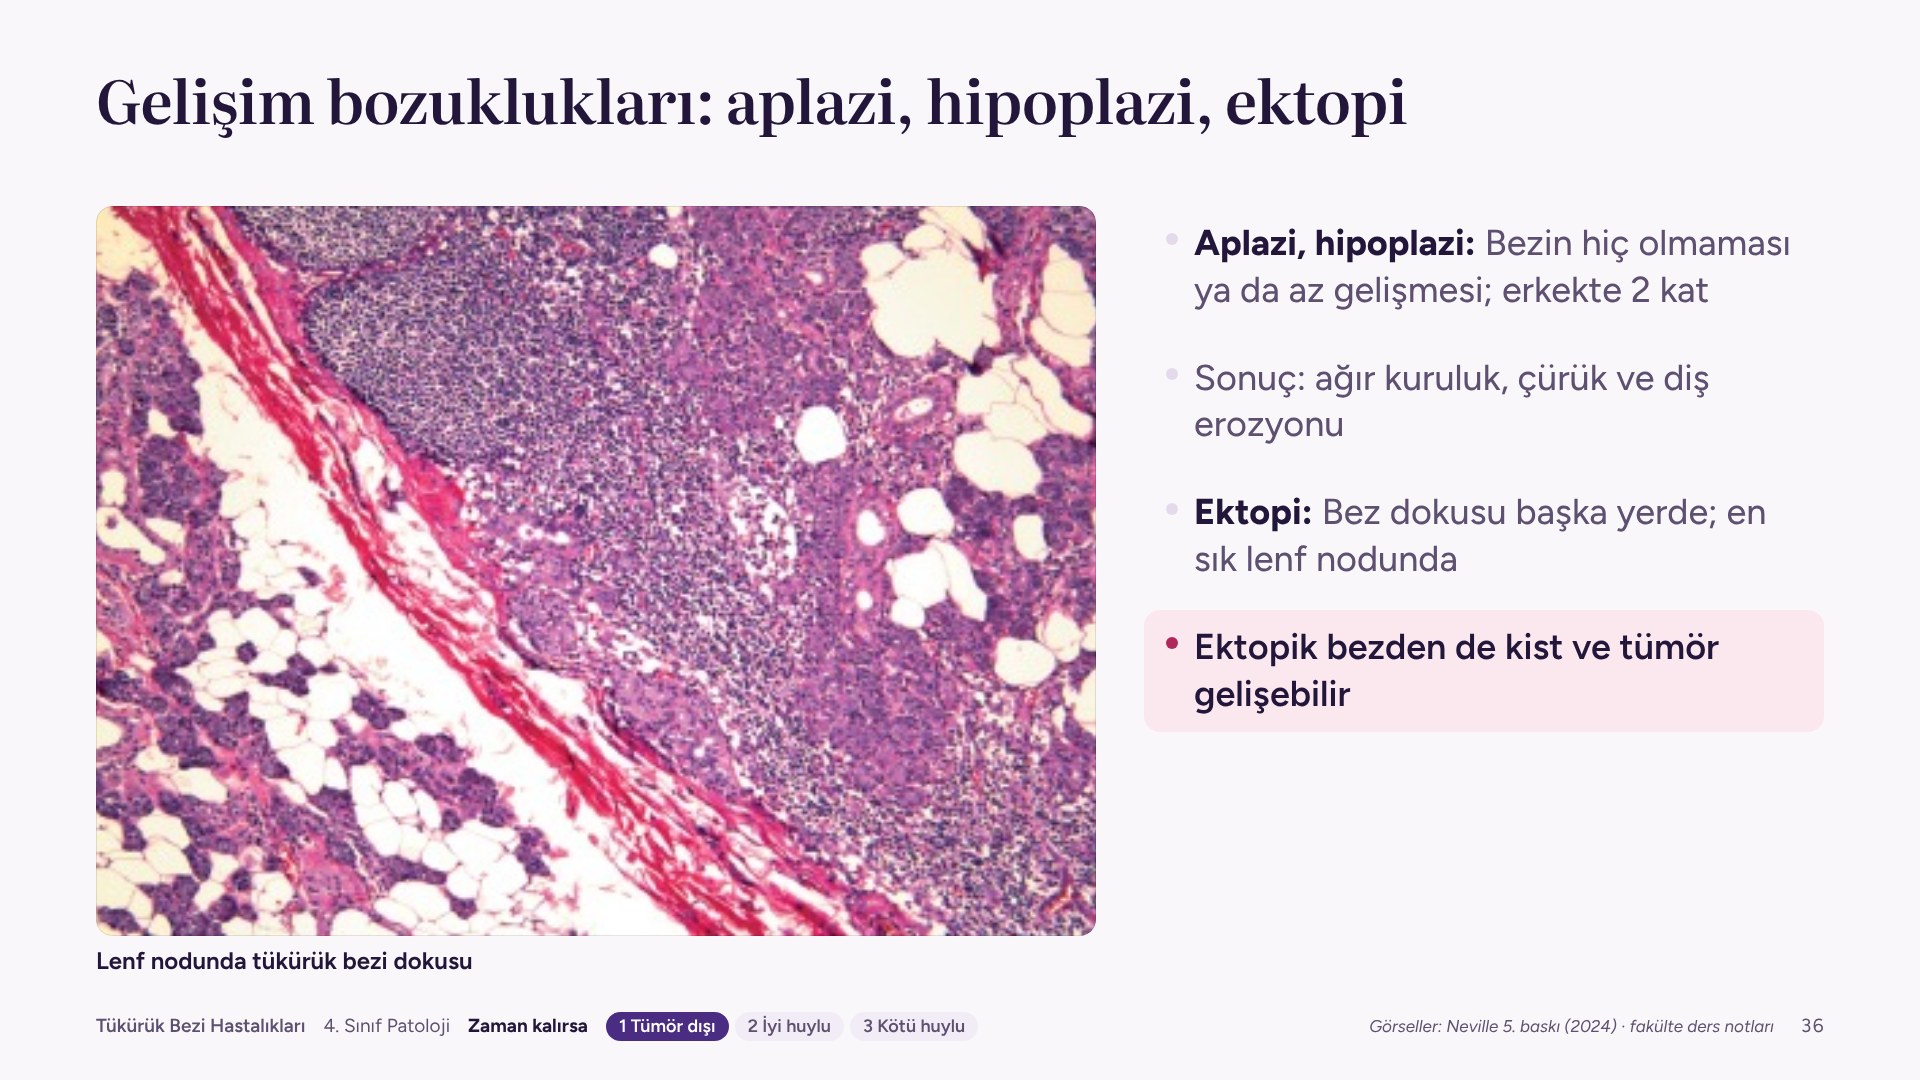 Gelişim bozuklukları: aplazi, hipoplazi, ektopi
Aplazi, hipoplazi: Bezin hiç olmaması
ya da az gelişmesi; erkekte 2 kat
Sonuç: ağır kuruluk, çürük ve diş
erozyonu
Ektopi: Bez dokusu başka yerde; en
sık lenf nodunda
Ektopik bezden de kist ve tümör
gelişebilir
Lenf nodunda tükürük bezi dokusu
Tükürük Bezi Hastalıkları 4. Sınıf Patoloji Zaman kalırsa 1 Tümör dışı 2 İyi huylu 3 Kötü huylu
Görseller: Neville 5. baskı (2024) · fakülte ders notları 36